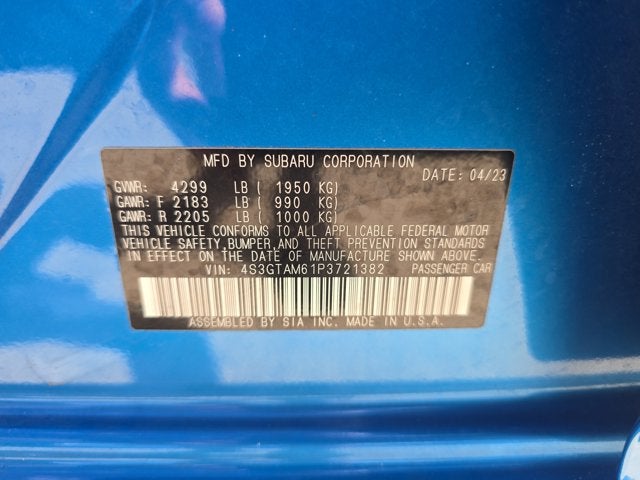 MFD BY SUBARU CORPORATION
DATE: 04/23
GVWR: 4299 LB ( 1950 KG)
GAWR: F 2183 LB ( 990 KG)
GAWR: R 2205 LB ( 1000 KG)
THIS VEHICLE CONFORMS TO ALL APPLICABLE FEDERAL MOTOR
VEHICLE SAFETY, BUMPER, AND THEFT PREVENTION STANDARDS
IN EFFECT ON THE DATE OF MANUFACTURE SHOWN ABOVE.
VIN: 4S3GTAM61P3721382 PASSENGER CAR
ASSEMBLED BY SIA INC. MADE IN U.S.A.